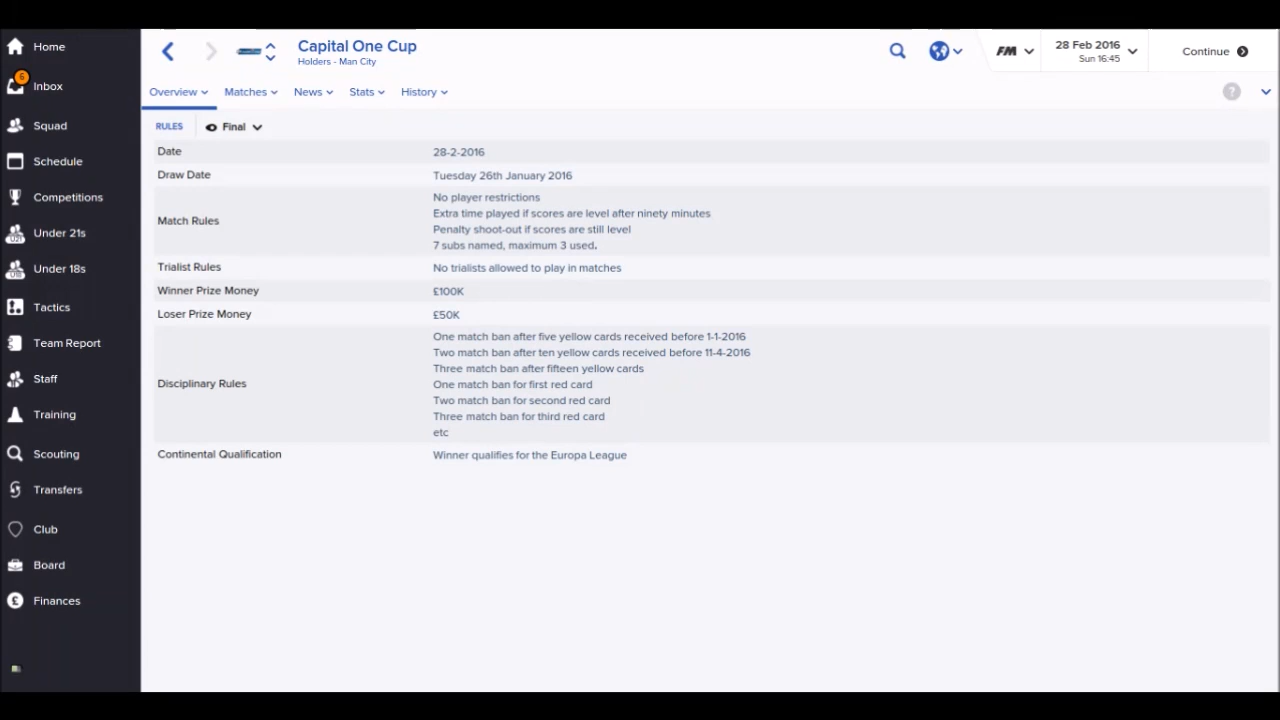 Home
6
Inbox
Squad
Schedule
Competitions
Under 21s
Under 18s
Tactics
Team Report
Staff
Training
Scouting
Transfers
Club
Board
Finances
Capital One Cup
Holders - Man City
FM
28 Feb 2016
Sun 16:45
Continue
Overview
Matches
News
Stats
History
?
RULES
Final
Date
28-2-2016
Draw Date
Tuesday 26th January 2016
Match Rules
No player restrictions
Extra time played if scores are level after ninety minutes
Penalty shoot-out if scores are still level
7 subs named, maximum 3 used.
Trialist Rules
No trialists allowed to play in matches
Winner Prize Money
£100K
Loser Prize Money
£50K
Disciplinary Rules
One match ban after five yellow cards received before 1-1-2016
Two match ban after ten yellow cards received before 11-4-2016
Three match ban after fifteen yellow cards
One match ban for first red card
Two match ban for second red card
Three match ban for third red card
etc
Continental Qualification
Winner qualifies for the Europa League